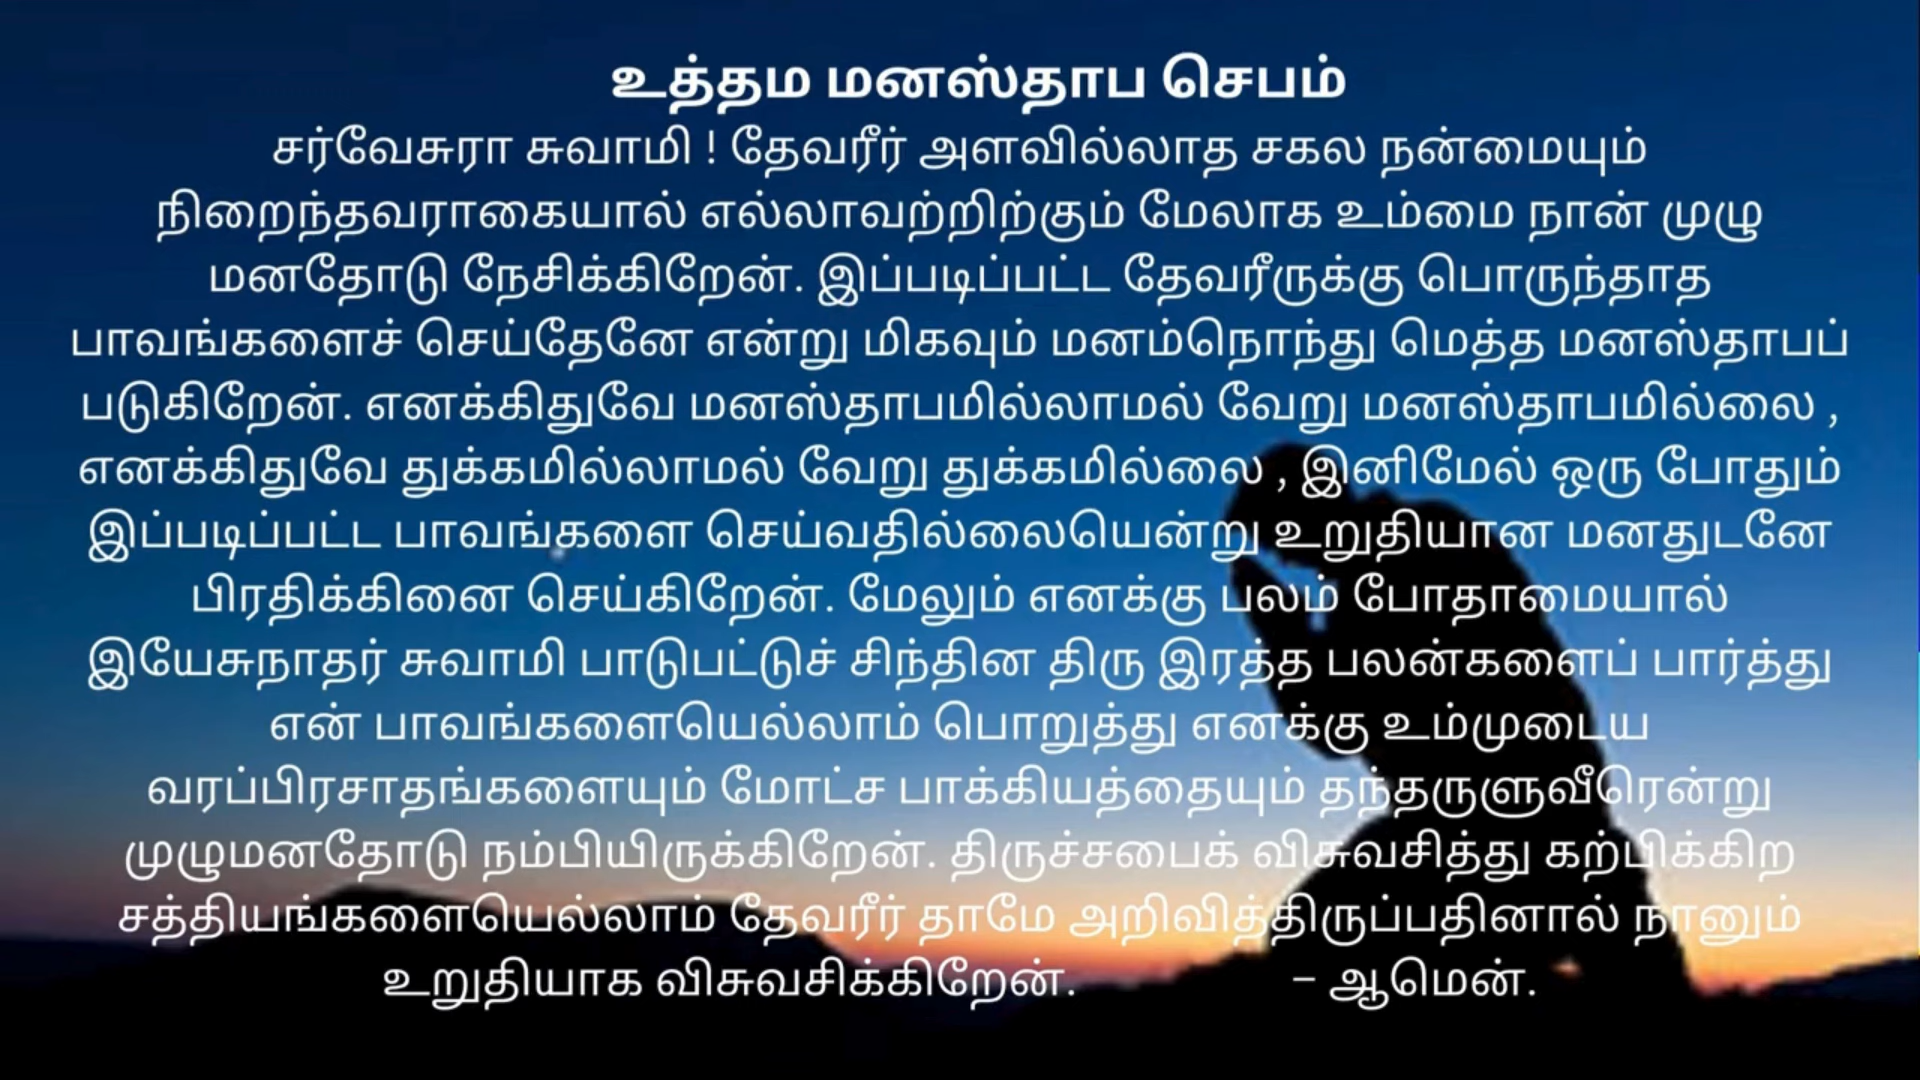 உத்தம மனஸ்தாப செபம்
சர்வேசுரா சுவாமி ! தேவரீர் அளவில்லாத சகல நன்மையும்
நிறைந்தவராகையால் எல்லாவற்றிற்கும் மேலாக உம்மை நான் முழு
மனதோடு நேசிக்கிறேன். இப்படிப்பட்ட தேவரீருக்கு பொருந்தாத
பாவங்களைச் செய்தேனே என்று மிகவும் மனம்நொந்து மெத்த மனஸ்தாபப்
படுகிறேன். எனக்கிதுவே மனஸ்தாபமில்லாமல் வேறு மனஸ்தாபமில்லை ,
எனக்கிதுவே துக்கமில்லாமல் வேறு துக்கமில்லை , இனிமேல் ஒரு போதும்
இப்படிப்பட்ட பாவங்களை செய்வதில்லையென்று உறுதியான மனதுடனே
பிரதிக்கினை செய்கிறேன். மேலும் எனக்கு பலம் போதாமையால்
இயேசுநாதர் சுவாமி பாடுபட்டுச் சிந்தின திரு இரத்த பலன்களைப் பார்த்து
என் பாவங்களையெல்லாம் பொறுத்து எனக்கு உம்முடைய
வரப்பிரசாதங்களையும் மோட்ச பாக்கியத்தையும் தந்தருளுவீரென்று
முழுமனதோடு நம்பியிருக்கிறேன். திருச்சபைக் விசுவசித்து கற்பிக்கிற
சத்தியங்களையெல்லாம் தேவரீர் தாமே அறிவித்திருப்பதினால் நானும்
உறுதியாக விசுவசிக்கிறேன். – ஆமென்.